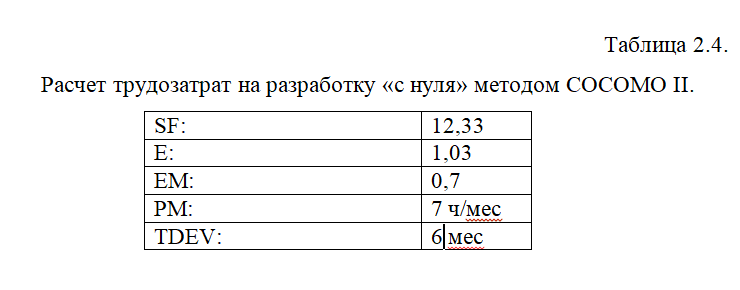 Таблица 2.4.
Расчет трудозатрат на разработку «с нуля» методом COCOMO II.
SF: 12,33
E: 1,03
EM: 0,7
PM: 7 ч/мес
TDEV: 6 мес